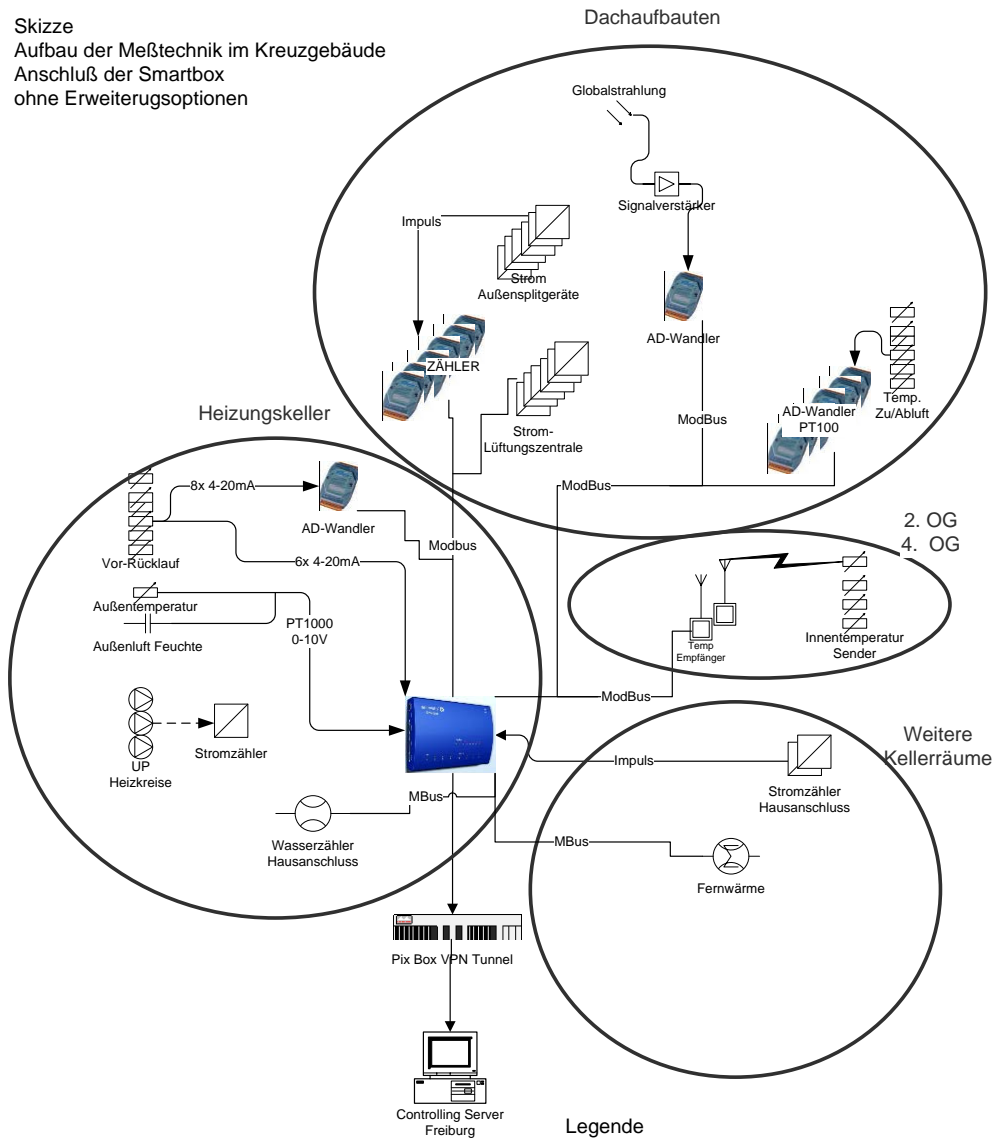 Skizze
Aufbau der Meßtechnik im Kreuzgebäude
Anschluß der Smartbox
ohne Erweiterugsoptionen
Dachaufbauten
Globalstrahlung
Signalverstärker
Impuls
Strom
Außensplitgeräte
AD-Wandler
ZÄHLER
Temp.
Zu/Abluft
AD-Wandler
PT100
ModBus
Strom-
Lüftungszentrale
ModBus
Heizungskeller
8x 4-20mA
AD-Wandler
Modbus
Vor-Rücklauf
6x 4-20mA
Außentemperatur
PT1000
0-10V
Außenluft Feuchte
2. OG
4. OG
Temp
Empfänger
Innentemperatur
Sender
ModBus
UP
Heizkreise
Stromzähler
Weitere
Kellerräume
Impuls
Stromzähler
Hausanschluss
MBus
Wasserzähler
Hausanschluss
MBus
Fernwärme
Pix Box VPN Tunnel
Controlling Server
Freiburg
Legende